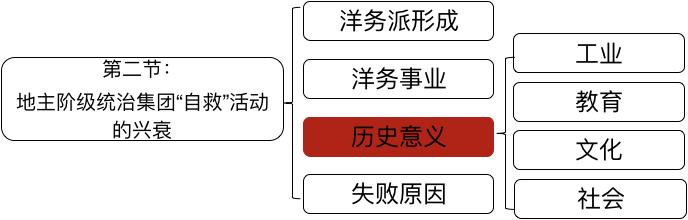 第二节：
地主阶级统治集团“自救”活动
的兴衰
洋务派形成
洋务事业
历史意义
失败原因
工业
教育
文化
社会